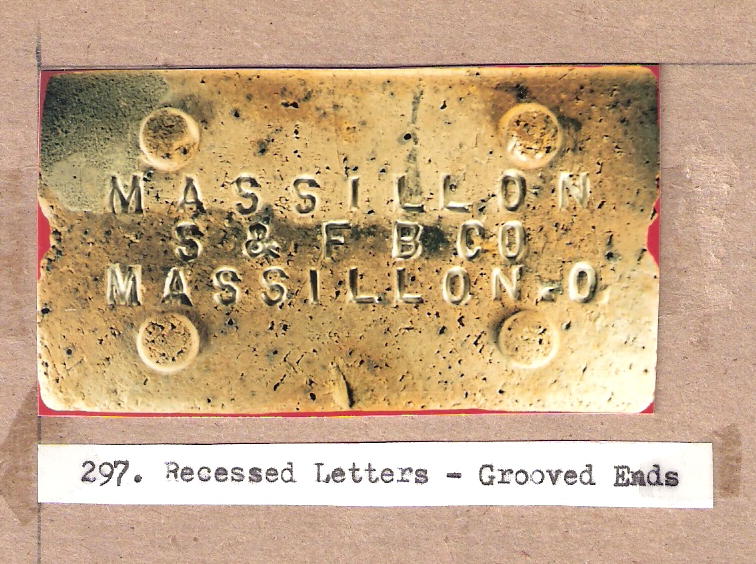 MASSILLON
S & F B CO
MASSILLON-O
297. Recessed Letters - Grooved Ends